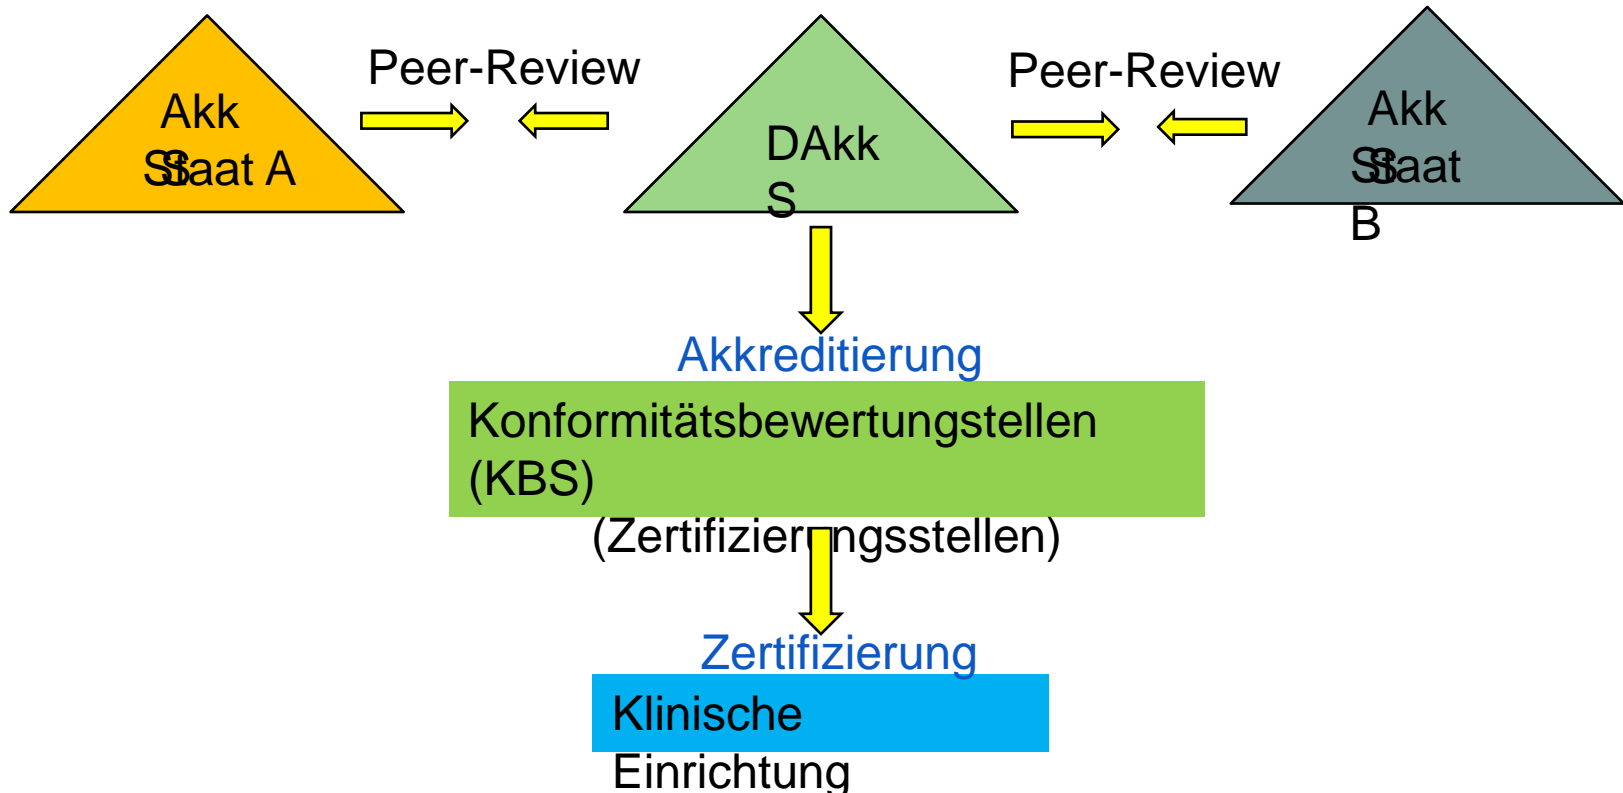 Peer-Review
Peer-Review
Akk
S
Staat A
DAkk
S
Akk
S
Staat
B
Akkreditierung
Konformitätsbewertungstellen
(KBS)
(Zertifizierungsstellen)
Zertifizierung
Klinische
Einrichtung